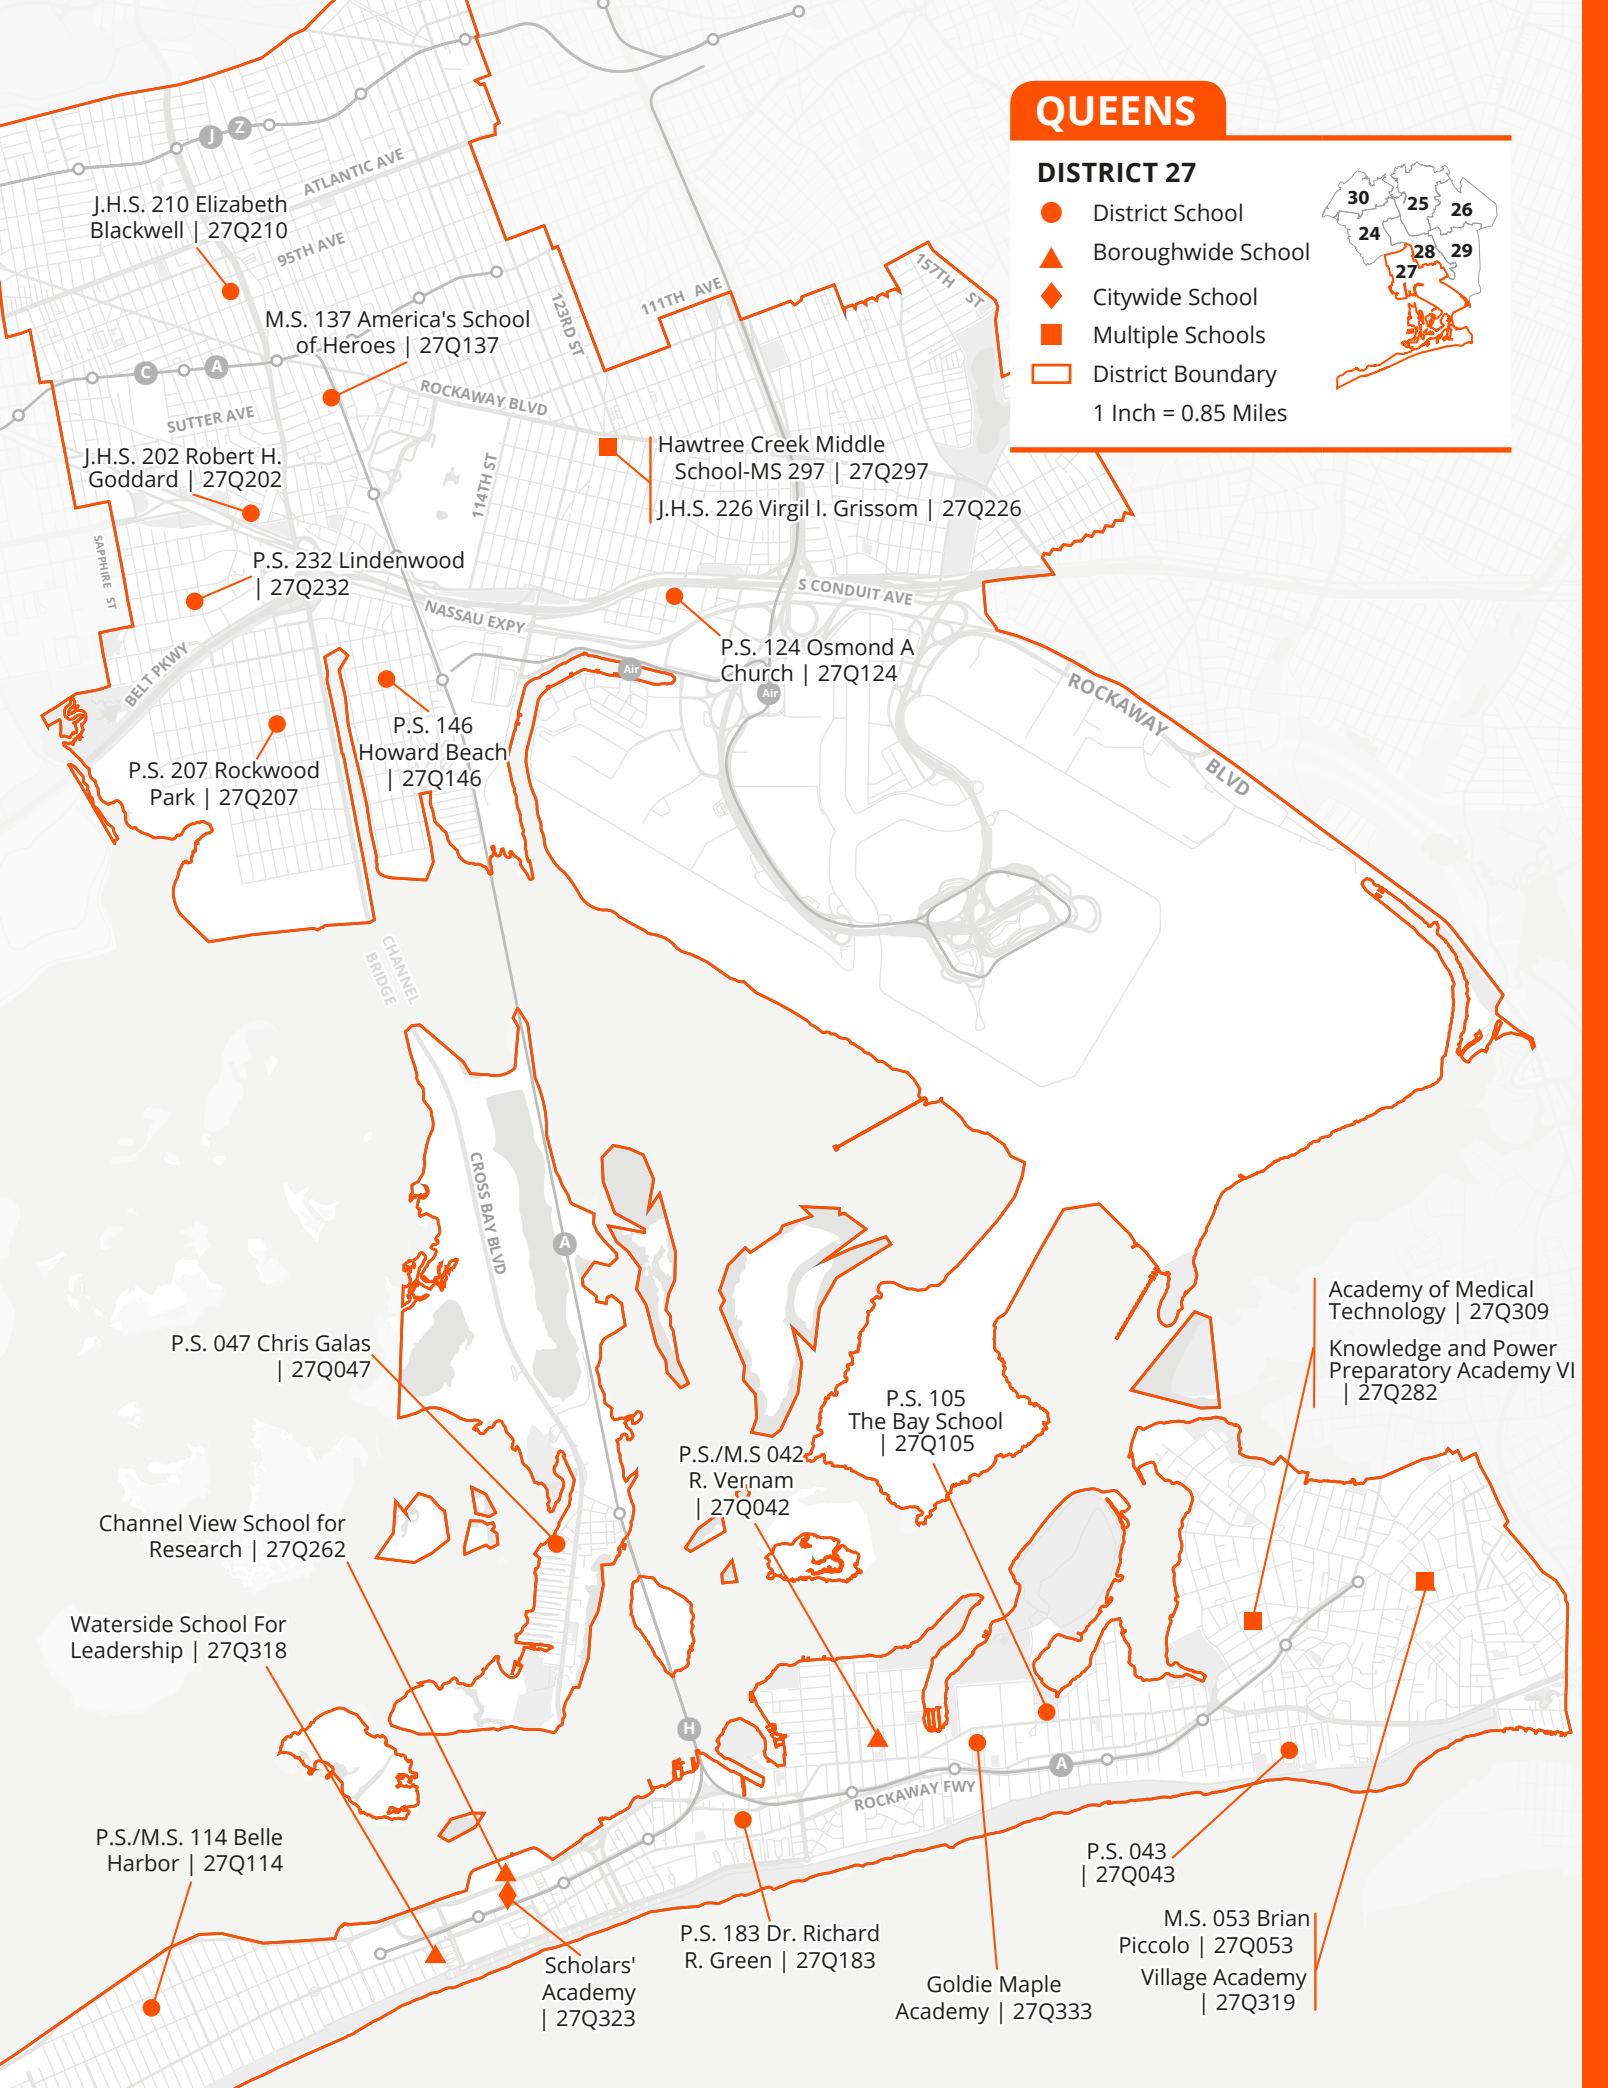 QUEENS
DISTRICT 27
District School
Boroughwide School
Citywide School
Multiple Schools
District Boundary
1 Inch = 0.85 Miles
30
25
26
24
28
29
27
J
Z
ATLANTIC AVE
J.H.S. 210 Elizabeth
Blackwell | 27Q210
95TH AVE
157TH ST
111TH AVE
123RD ST
M.S. 137 America's School
of Heroes | 27Q137
C
A
ROCKAWAY BLVD
SUTTER AVE
J.H.S. 202 Robert H.
Goddard | 27Q202
114TH ST
Hawtree Creek Middle
School-MS 297 | 27Q297
J.H.S. 226 Virgil I. Grissom | 27Q226
SAPPHIRE ST
P.S. 232 Lindenwood
| 27Q232
S CONDUIT AVE
NASSAU EXPY
P.S. 124 Osmond A
Church | 27Q124
Air
Air
BELT PKWY
ROCKAWAY BLVD
P.S. 146
Howard Beach
| 27Q146
P.S. 207 Rockwood
Park | 27Q207
CHANNEL
BRIDGE
CROSS BAY BLVD
A
Academy of Medical
Technology | 27Q309
Knowledge and Power
Preparatory Academy VI
| 27Q282
P.S. 047 Chris Galas
| 27Q047
P.S. 105
The Bay School
| 27Q105
P.S./M.S 042
R. Vernam
| 27Q042
Channel View School for
Research | 27Q262
Waterside School For
Leadership | 27Q318
H
A
ROCKAWAY FWY
P.S./M.S. 114 Belle
Harbor | 27Q114
P.S. 043
| 27Q043
M.S. 053 Brian
Piccolo | 27Q053
Village Academy
| 27Q319
P.S. 183 Dr. Richard
R. Green | 27Q183
Scholars'
Academy
| 27Q323
Goldie Maple
Academy | 27Q333